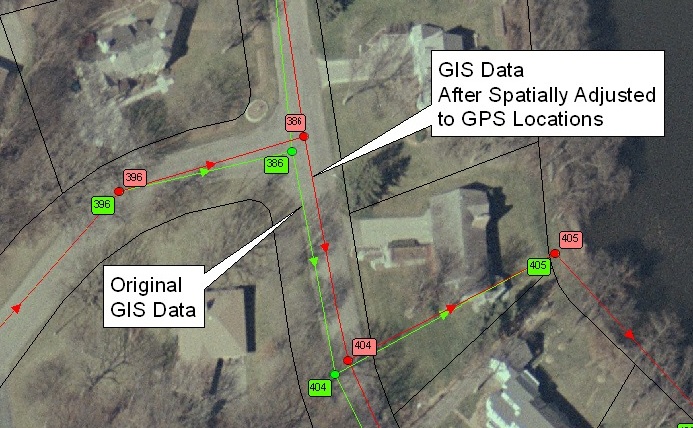 GIS Data
After Spatially Adjusted
to GPS Locations
386
386
396
396
405
405
Original
GIS Data
404
404